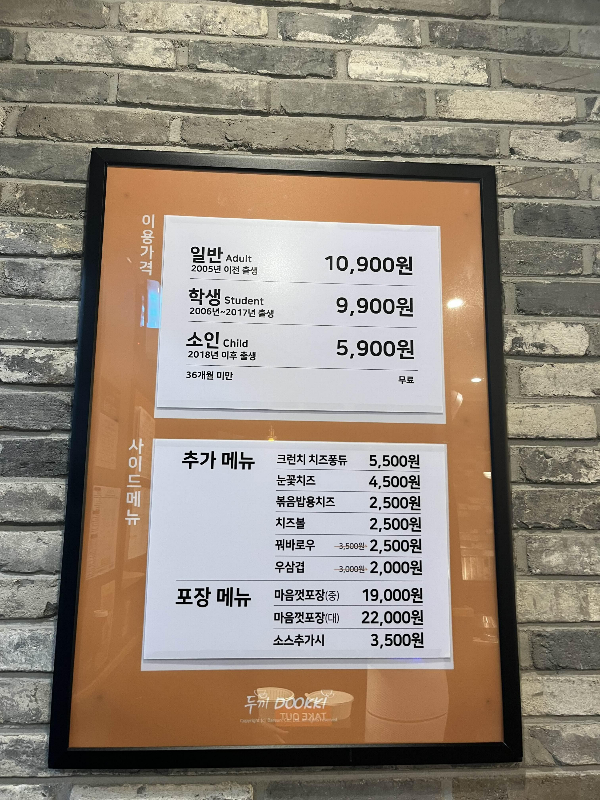 이용가격
일반 Adult 10,900원
2005년 이전 출생
학생 Student 9,900원
2006년~2017년 출생
소인 Child 5,900원
2018년 이후 출생
36개월 미만 무료
사이드메뉴
추가 메뉴 크런치 치즈퐁듀 5,500원
눈꽃치즈 4,500원
볶음밥용치즈 2,500원
치즈볼 2,500원
꿔바로우 3,500원 2,500원
우삼겹 3,000원 2,000원
포장 메뉴 마음껏포장(중) 19,000원
마음껏포장(대) 22,000원
소스추가시 3,500원
두끼 DOOKKI
TAKE OUT